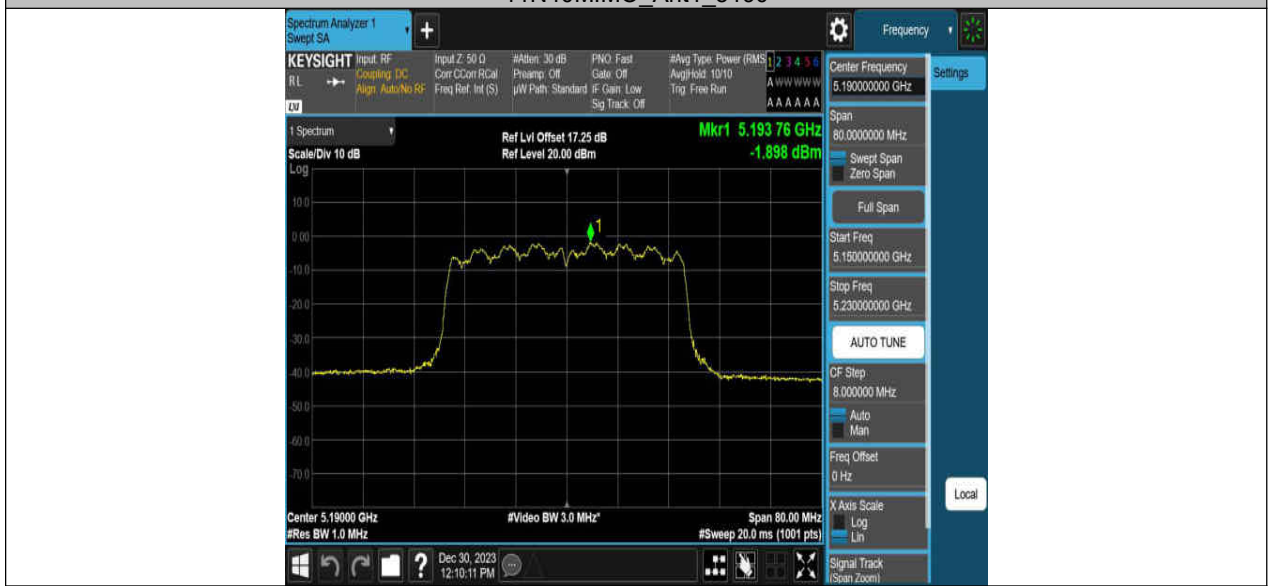 Spectrum Analyzer 1
Swept SA
+
Frequency
KEYSIGHT
RL
Input: RF
Coupling: DC
Align: Auto/No RF
Input Z: 50 Ω
Corr CCorr RCal
Freq Ref: Int (S)
#Atten: 30 dB
Preamp: Off
µW Path: Standard
PNO: Fast
Gate: Off
IF Gain: Low
Sig Track: Off
#Avg Type: Power (RMS
Avg|Hold: 10/10
Trig: Free Run
1 2 3 4 5 6
A W W W W W
A A A A A A
1 Spectrum
Scale/Div 10 dB
Log
Ref Lvl Offset 17.25 dB
Ref Level 20.00 dBm
Mkr1 5.193 76 GHz
-1.898 dBm
10.0
0.00
-10.0
-20.0
-30.0
-40.0
-50.0
-60.0
-70.0
1
Center 5.19000 GHz
#Res BW 1.0 MHz
#Video BW 3.0 MHz*
Span 80.00 MHz
#Sweep 20.0 ms (1001 pts)
Center Frequency
5.190000000 GHz
Settings
Span
80.0000000 MHz
Swept Span
Zero Span
Full Span
Start Freq
5.150000000 GHz
Stop Freq
5.230000000 GHz
AUTO TUNE
CF Step
8.000000 MHz
Auto
Man
Freq Offset
0 Hz
X Axis Scale
Log
Lin
Local
Signal Track
(Span Zoom)
?
Dec 30, 2023
12:10:11 PM